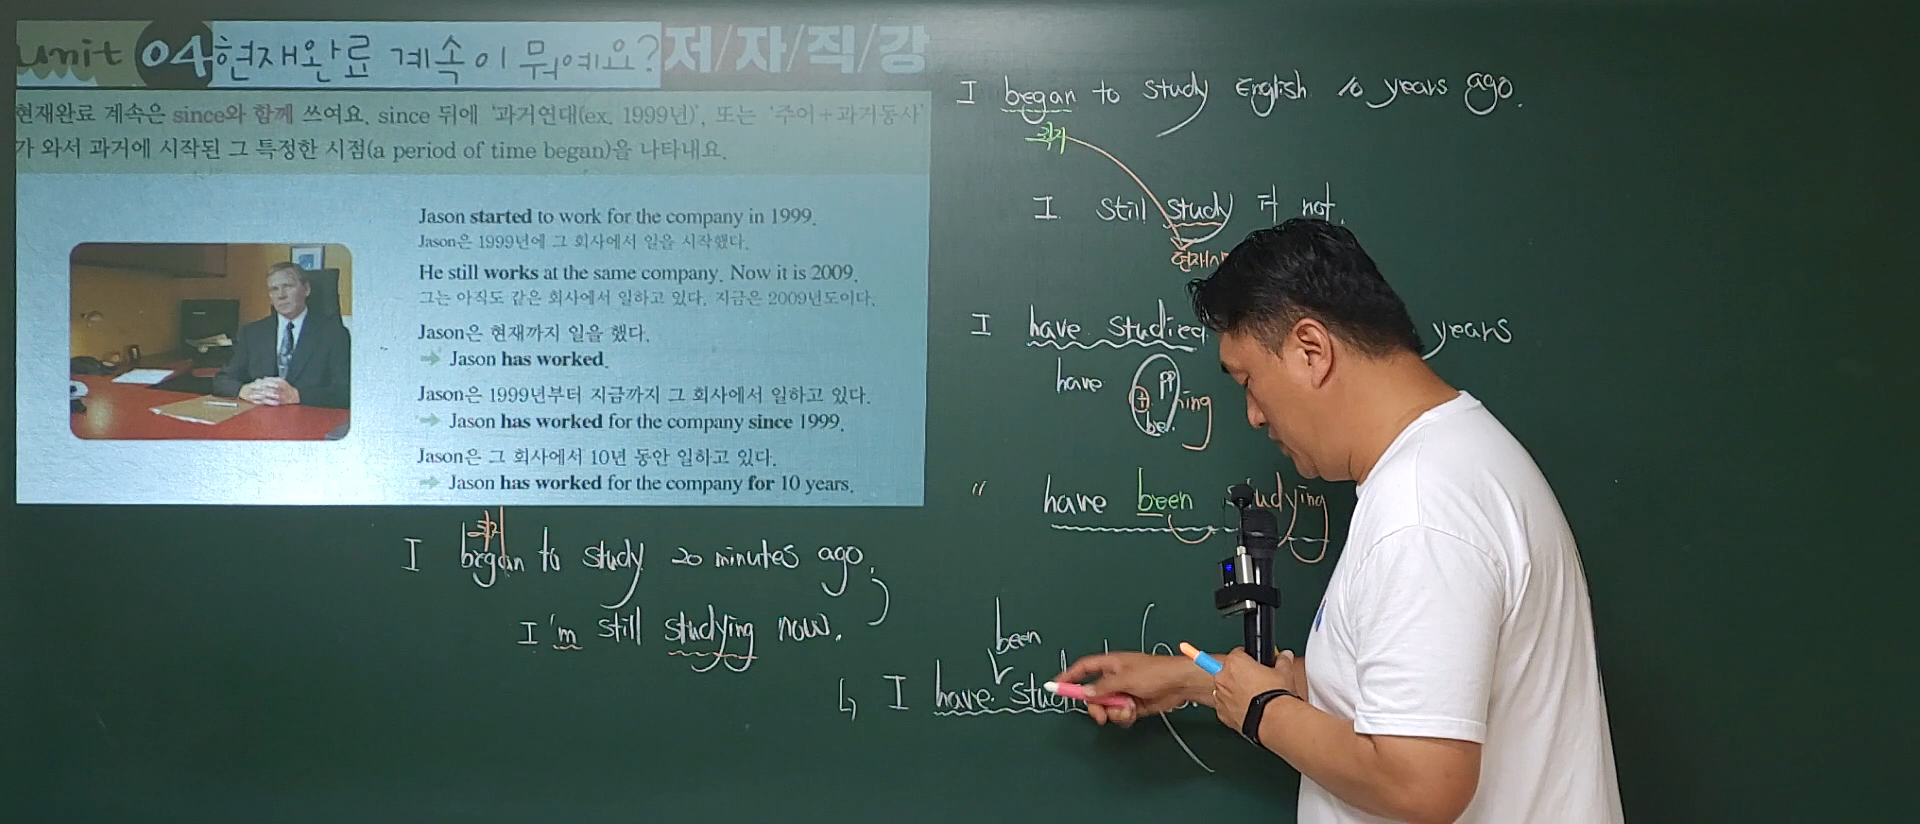 unit 04 현재완료 계속이 뭐예요? 저/자/직/강
현재완료 계속은 since와 함께 쓰여요. since 뒤에 ‘과거연대(ex. 1999년)’, 또는 ‘주어+과거동사’
가 와서 과거에 시작된 그 특정한 시점(a period of time began)을 나타내요.
Jason started to work for the company in 1999.
Jason은 1999년에 그 회사에서 일을 시작했다.
He still works at the same company. Now it is 2009.
그는 아직도 같은 회사에서 일하고 있다. 지금은 2009년도이다.
Jason은 현재까지 일을 했다.
→ Jason has worked.
Jason은 1999년부터 지금까지 그 회사에서 일하고 있다.
→ Jason has worked for the company since 1999.
Jason은 그 회사에서 10년 동안 일하고 있다.
→ Jason has worked for the company for 10 years.
I began to study English 10 years ago.
과거
I still study it now.
I have studied years
have pp
+ be ing
" have been studying
과거
I began to study 20 minutes ago.
I'm still studying now.
been
↳ I have